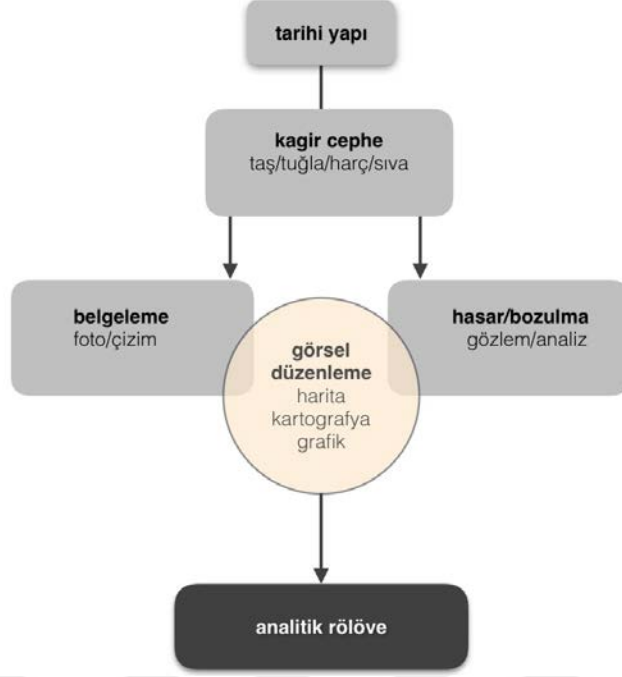 tarihi yapı
kagir cephe
taş/tuğla/harç/sıva
belgeleme
foto/çizim
hasar/bozulma
gözlem/analiz
görsel
düzenleme
harita
kartografya
grafik
analitik rölöve